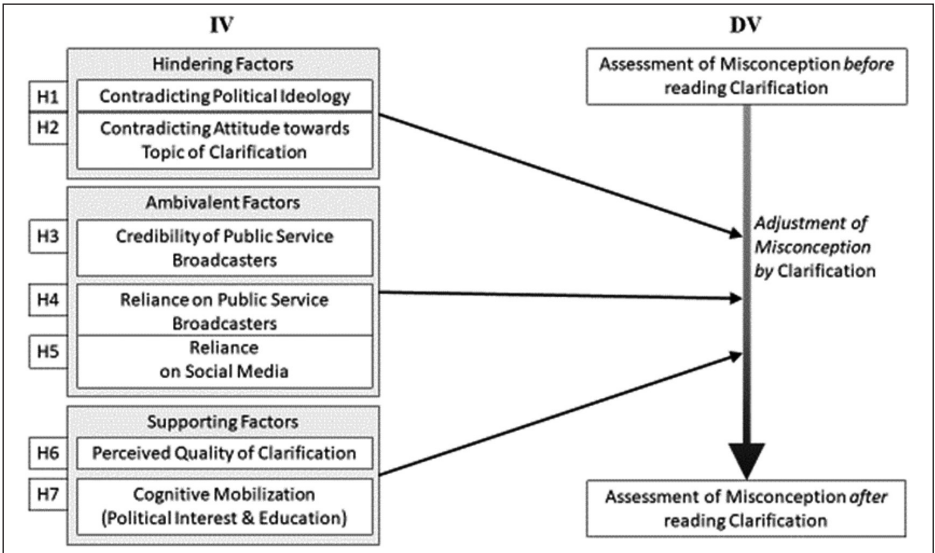 IV
Hindering Factors
H1
Contradicting Political Ideology
H2
Contradicting Attitude towards
Topic of Clarification
Ambivalent Factors
H3
Credibility of Public Service
Broadcasters
H4
Reliance on Public Service
Broadcasters
H5
Reliance
on Social Media
Supporting Factors
H6
Perceived Quality of Clarification
H7
Cognitive Mobilization
(Political Interest & Education)
DV
Assessment of Misconception before
reading Clarification
Adjustment of
Misconception
by Clarification
Assessment of Misconception after
reading Clarification